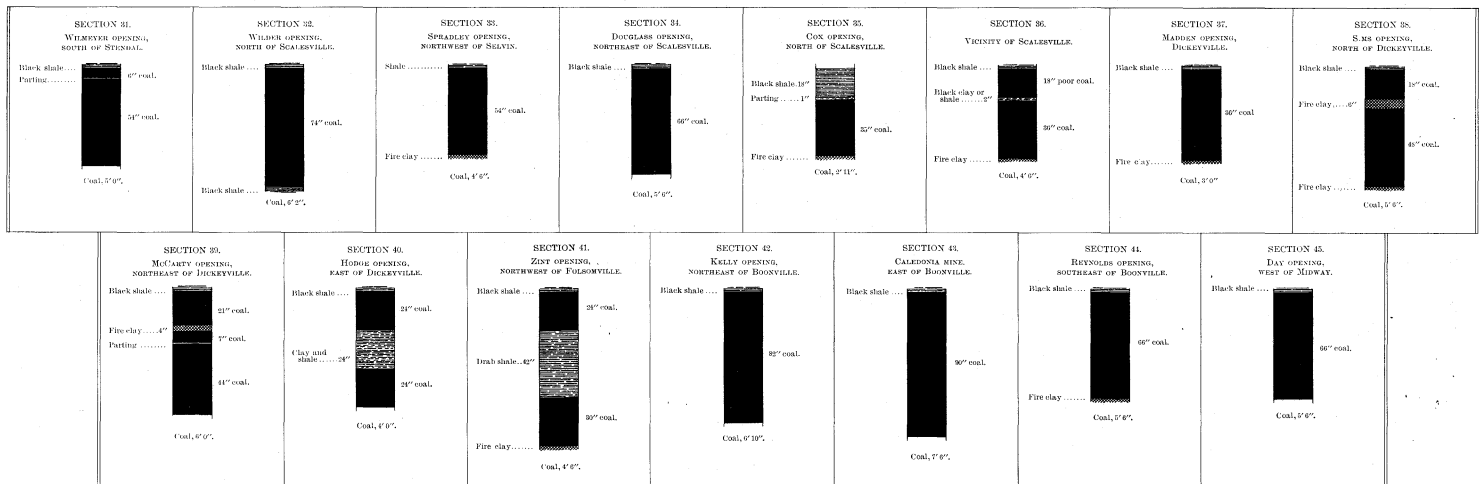 SECTION 31.
WILMEYER OPENING,
SOUTH OF STENDAL.
Black shale....
Parting.........
6″ coal.
54″ coal.
Coal, 5′ 0″.
SECTION 32.
WILDER OPENING,
NORTH OF SCALESVILLE.
Black shale....
74″ coal.
Black shale....
Coal, 6′ 2″.
SECTION 33.
SPRADLEY OPENING,
NORTHWEST OF SELVIN.
Shale...........
54″ coal.
Fire clay.......
Coal, 4′ 6″.
SECTION 34.
DOUGLASS OPENING,
NORTHEAST OF SCALESVILLE.
Black shale....
66″ coal.
Coal, 5′ 6″.
SECTION 35.
COX OPENING,
NORTH OF SCALESVILLE.
Black shale.18″
Parting.....1″
35″ coal.
Fire clay.......
Coal, 2′ 11″.
SECTION 36.
VICINITY OF SCALESVILLE.
Black shale....
18″ poor coal.
Black clay or
shale.......2″
36″ coal.
Fire clay.......
Coal, 4′ 6″.
SECTION 37.
MADDEN OPENING,
DICKEYVILLE.
Black shale....
36″ coal
Fire clay.......
Coal, 3′ 0″
SECTION 38.
S.MS OPENING,
NORTH OF DICKEYVILLE.
Black shale....
18″ coal.
Fire clay.....6″
48″ coal.
Fire clay.......
Coal, 5′ 6″.
SECTION 39.
MCCARTY OPENING,
NORTHEAST OF DICKEYVILLE.
Black shale....
21″ coal.
Fire clay.....4″
7″ coal.
Parting.........
44″ coal.
Coal, 6′ 0″.
SECTION 40.
HODGE OPENING,
EAST OF DICKEYVILLE.
Black shale....
24″ coal.
Clay and
shale......24″
24″ coal.
Coal, 4′ 0″.
SECTION 41.
ZINT OPENING,
NORTHWEST OF FOLSOMVILLE.
Black shale....
24″ coal.
Drab shale..42″
30″ coal.
Fire clay.......
Coal, 4′ 6″.
SECTION 42.
KELLY OPENING,
NORTHEAST OF BOONVILLE.
Black shale....
82″ coal.
Coal, 6′ 10″.
SECTION 43.
CALEDONIA MINE,
EAST OF BOONVILLE.
Black shale....
90″ coal.
Coal, 7′ 6″.
SECTION 44.
REYNOLDS OPENING,
SOUTHEAST OF BOONVILLE.
Black shale....
66″ coal.
Fire clay.......
Coal, 5′ 6″.
SECTION 45.
DAY OPENING,
WEST OF MIDWAY.
Black shale....
66″ coal.
Coal, 5′ 6″.